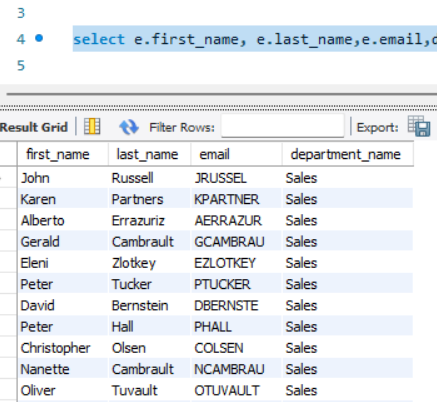 3
4 select e.first_name, e.last_name,e.email,d
5
Result Grid Filter Rows: Export:
first_name last_name email department_name
John Russell JRUSSEL Sales
Karen Partners KPARTNER Sales
Alberto Errazuriz AERRAZUR Sales
Gerald Cambrault GCAMBRAU Sales
Eleni Zlotkey EZLOTKEY Sales
Peter Tucker PTUCKER Sales
David Bernstein DBERNSTE Sales
Peter Hall PHALL Sales
Christopher Olsen COLSEN Sales
Nanette Cambrault NCAMBRAU Sales
Oliver Tuvault OTUVAULT Sales